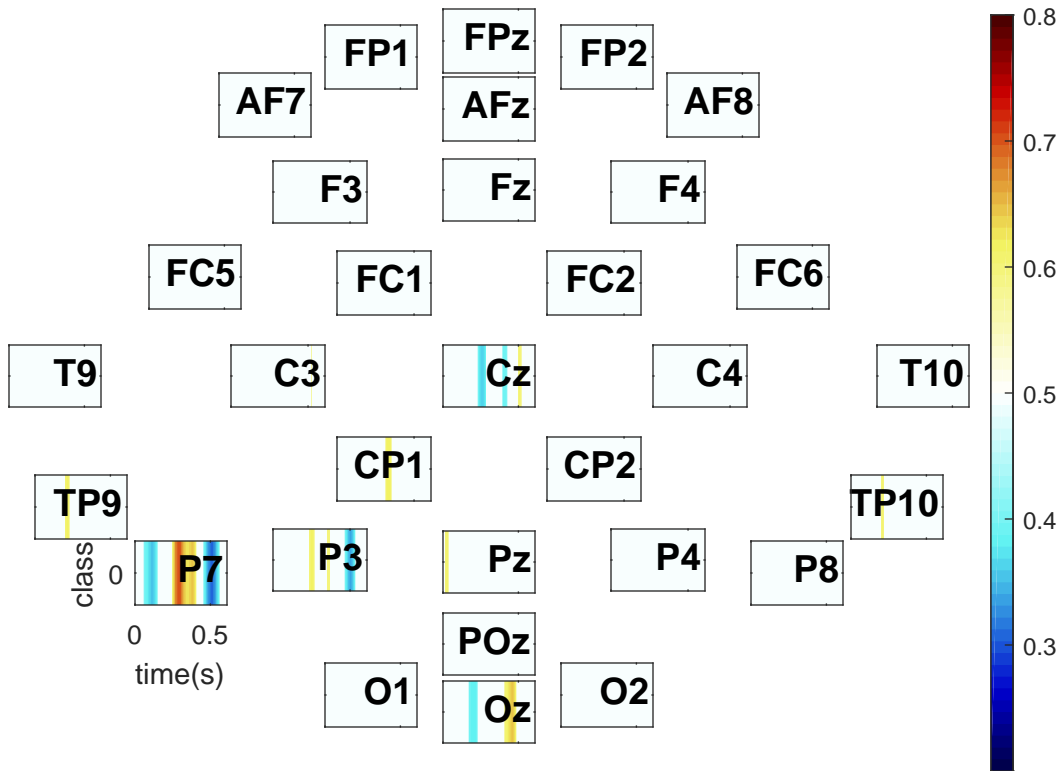 FPz
FP1
FP2
AF7
AFz
AF8
F3
Fz
F4
FC5
FC1
FC2
FC6
T9
C3
Cz
C4
T10
CP1
CP2
TP9
TP10
P7
P3
Pz
P4
P8
class
0
0
0.5
time(s)
POz
O1
Oz
O2
0.8
0.7
0.6
0.5
0.4
0.3